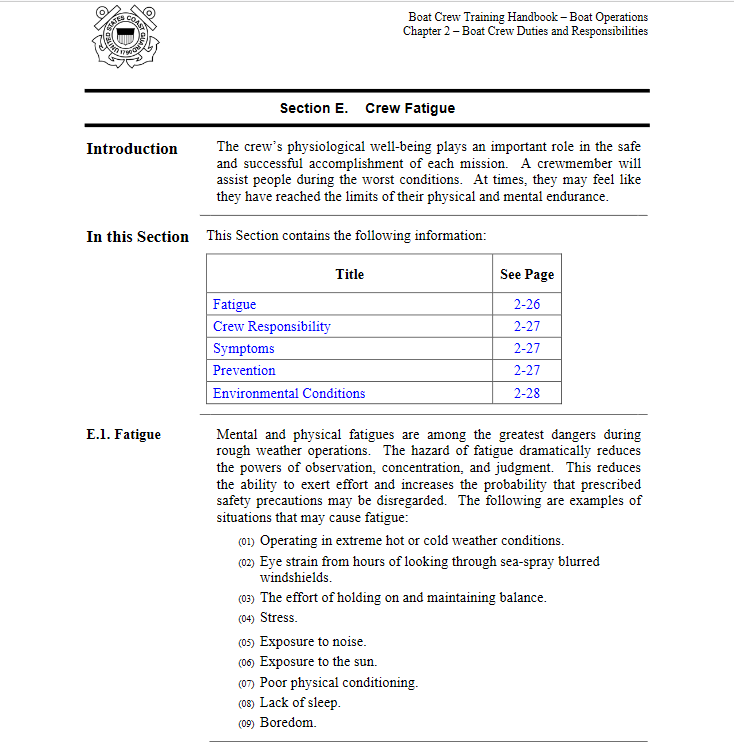 Boat Crew Training Handbook – Boat Operations
Chapter 2 – Boat Crew Duties and Responsibilities
UNITED STATES COAST GUARD
1790
Section E. Crew Fatigue
Introduction
The crew’s physiological well-being plays an important role in the safe
and successful accomplishment of each mission. A crewmember will
assist people during the worst conditions. At times, they may feel like
they have reached the limits of their physical and mental endurance.
In this Section
This Section contains the following information:
Title See Page
Fatigue 2-26
Crew Responsibility 2-27
Symptoms 2-27
Prevention 2-27
Environmental Conditions 2-28
E.1. Fatigue
Mental and physical fatigues are among the greatest dangers during
rough weather operations. The hazard of fatigue dramatically reduces
the powers of observation, concentration, and judgment. This reduces
the ability to exert effort and increases the probability that prescribed
safety precautions may be disregarded. The following are examples of
situations that may cause fatigue:
(01) Operating in extreme hot or cold weather conditions.
(02) Eye strain from hours of looking through sea-spray blurred
windshields.
(03) The effort of holding on and maintaining balance.
(04) Stress.
(05) Exposure to noise.
(06) Exposure to the sun.
(07) Poor physical conditioning.
(08) Lack of sleep.
(09) Boredom.